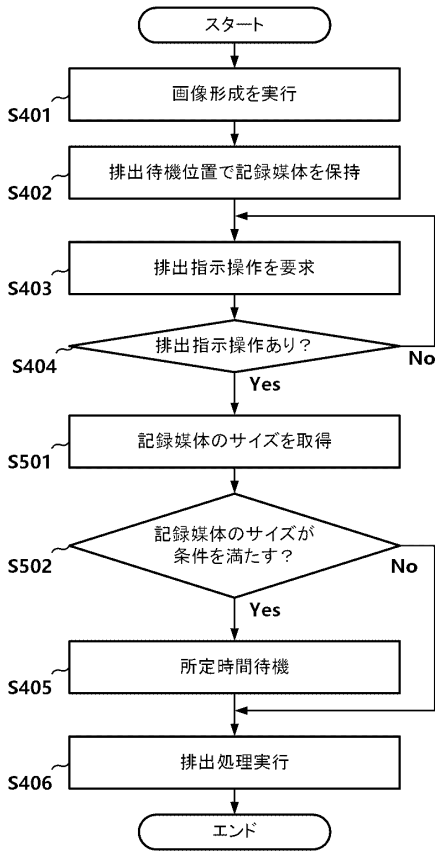 スタート
画像形成を実行
S401
排出待機位置で記録媒体を保持
S402
排出指示操作を要求
S403
排出指示操作あり？
S404
No
Yes
記録媒体のサイズを取得
S501
記録媒体のサイズが
条件を満たす？
S502
No
Yes
所定時間待機
S405
排出処理実行
S406
エンド